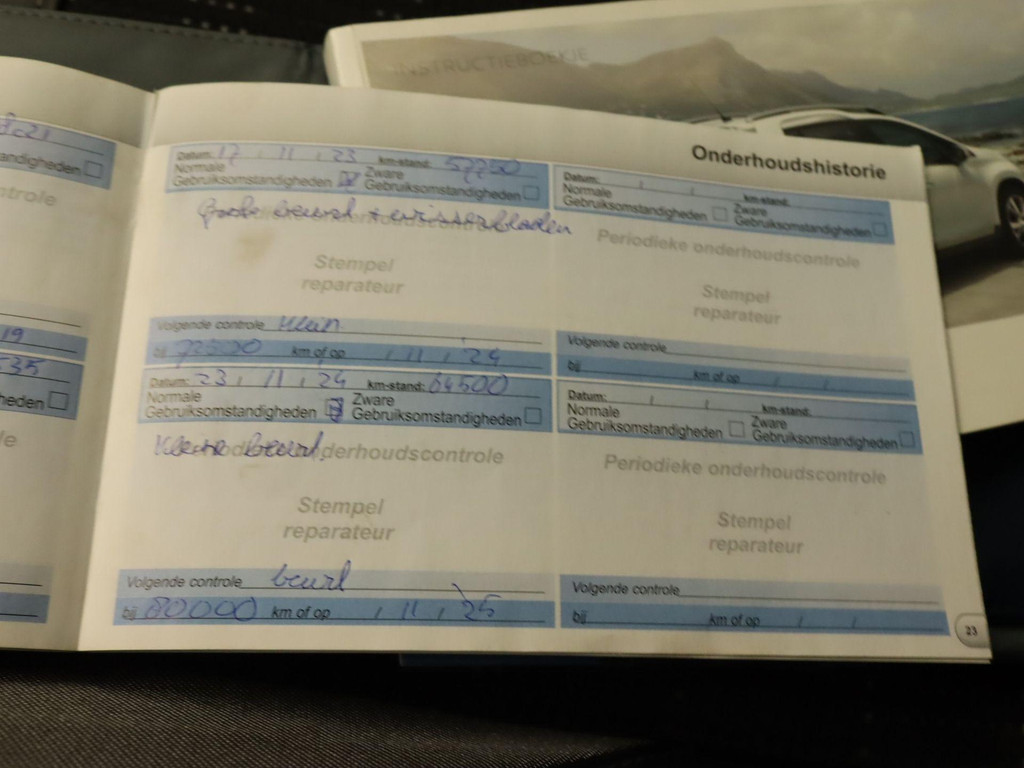 INSTRUCTIEBOEKJE
Onderhoudshistorie
Datum: 17 / 11 / 23 km-stand: 57750
Normale Gebruiksomstandigheden Zware Gebruiksomstandigheden
Grote beurt + wisserbladen
Stempel
reparateur
Volgende controle klein
bij km of op / 11 / 24
Datum: 23 / 11 / 24 km-stand: 64500
Normale Gebruiksomstandigheden Zware Gebruiksomstandigheden
Kleine beurt
onderhoudscontrole
Stempel
reparateur
Volgende controle beurt
bij 80000 km of op / 11 / 25
Datum: / / km-stand:
Normale Gebruiksomstandigheden Zware Gebruiksomstandigheden
Periodieke onderhoudscontrole
Stempel
reparateur
Volgende controle
bij km of op / /
Datum: / / km-stand:
Normale Gebruiksomstandigheden Zware Gebruiksomstandigheden
Periodieke onderhoudscontrole
Stempel
reparateur
Volgende controle
bij km of op / /
23